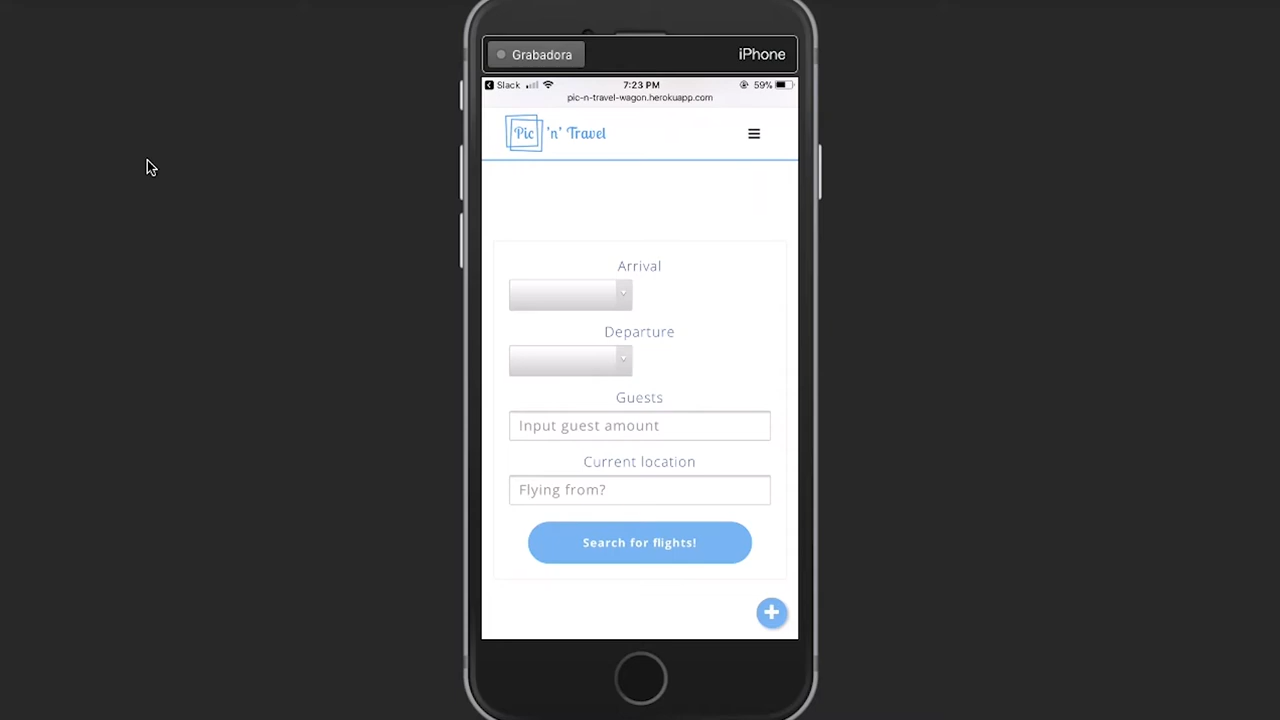 Grabadora
iPhone
Slack 7:23 PM 59%
pic-n-travel-wagon.herokuapp.com
Pic 'n' Travel
Arrival
Departure
Guests
Input guest amount
Current location
Flying from?
Search for flights!